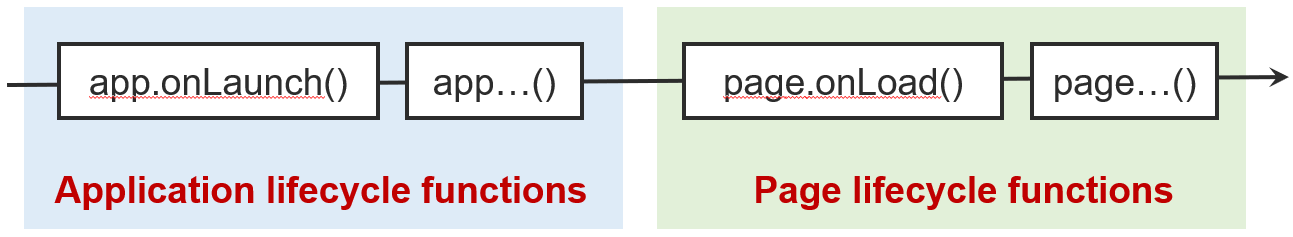 app.onLaunch()
app…()
page.onLoad()
page…()
Application lifecycle functions
Page lifecycle functions